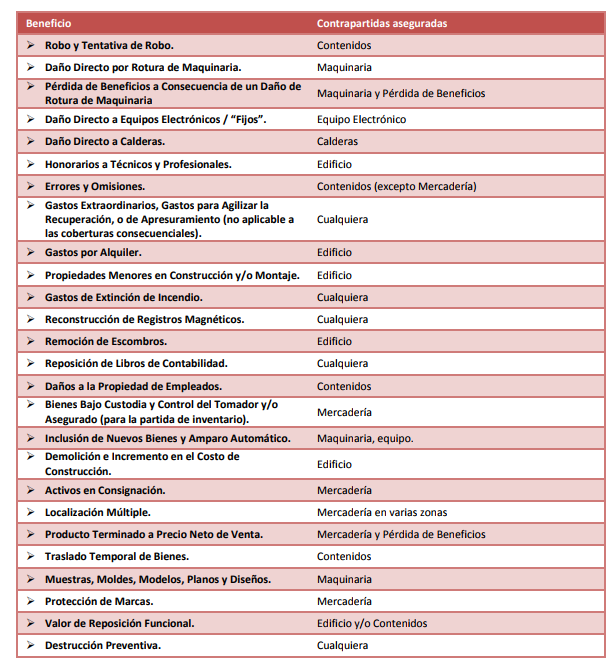 Beneficio Contrapartidas aseguradas
➢ Robo y Tentativa de Robo. Contenidos
➢ Daño Directo por Rotura de Maquinaria. Maquinaria
➢ Pérdida de Beneficios a Consecuencia de un Daño de
Rotura de Maquinaria Maquinaria y Pérdida de Beneficios
➢ Daño Directo a Equipos Electrónicos / “Fijos”. Equipo Electrónico
➢ Daño Directo a Calderas. Calderas
➢ Honorarios a Técnicos y Profesionales. Edificio
➢ Errores y Omisiones. Contenidos (excepto Mercadería)
➢ Gastos Extraordinarios, Gastos para Agilizar la
Recuperación, o de Apresuramiento (no aplicable a
las coberturas consecuenciales). Cualquiera
➢ Gastos por Alquiler. Edificio
➢ Propiedades Menores en Construcción y/o Montaje. Edificio
➢ Gastos de Extinción de Incendio. Cualquiera
➢ Reconstrucción de Registros Magnéticos. Cualquiera
➢ Remoción de Escombros. Edificio
➢ Reposición de Libros de Contabilidad. Cualquiera
➢ Daños a la Propiedad de Empleados. Contenidos
➢ Bienes Bajo Custodia y Control del Tomador y/o
Asegurado (para la partida de inventario). Mercadería
➢ Inclusión de Nuevos Bienes y Amparo Automático. Maquinaria, equipo.
➢ Demolición e Incremento en el Costo de
Construcción. Edificio
➢ Activos en Consignación. Mercadería
➢ Localización Múltiple. Mercadería en varias zonas
➢ Producto Terminado a Precio Neto de Venta. Mercadería y Pérdida de Beneficios
➢ Traslado Temporal de Bienes. Contenidos
➢ Muestras, Moldes, Modelos, Planos y Diseños. Maquinaria
➢ Protección de Marcas. Mercadería
➢ Valor de Reposición Funcional. Edificio y/o Contenidos
➢ Destrucción Preventiva. Cualquiera